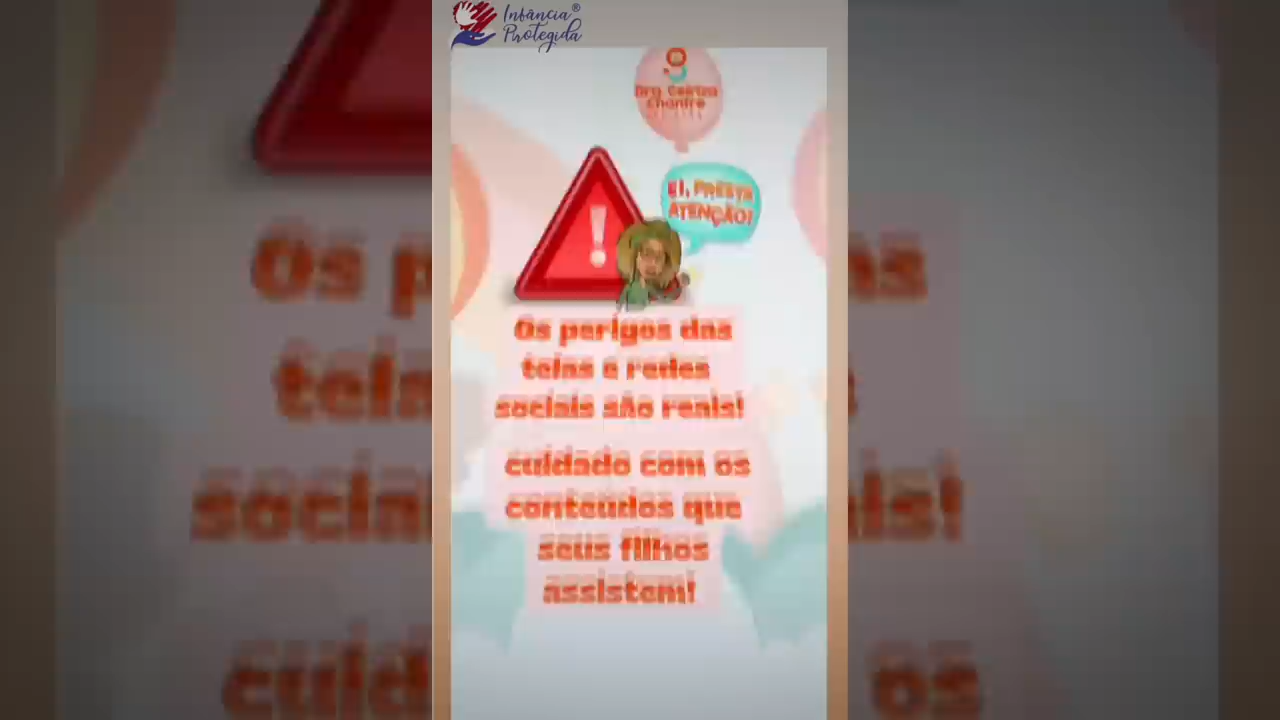 Infância®
Protegida
Dra.
EI, PRESTA
ATENÇÃO!
Os perigos das
telas e redes
sociais são reais!
cuidado com os
conteúdos que
seus filhos
assistem!